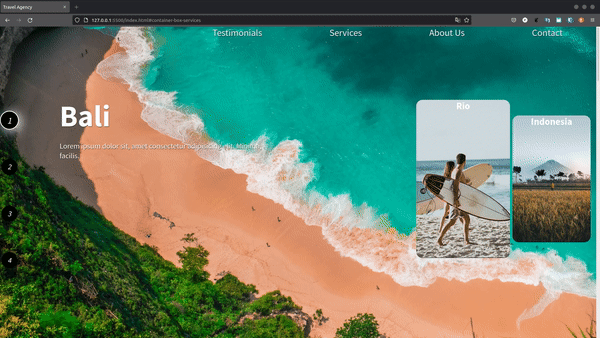 Travel Agency
127.0.0.1:5500/index.html#container-box-services
Testimonials
Services
About Us
Contact
1
Bali
Lorem ipsum dolor sit, amet consectetur adipisicing elit.
facilis.
2
3
4
Rio
Indonesia